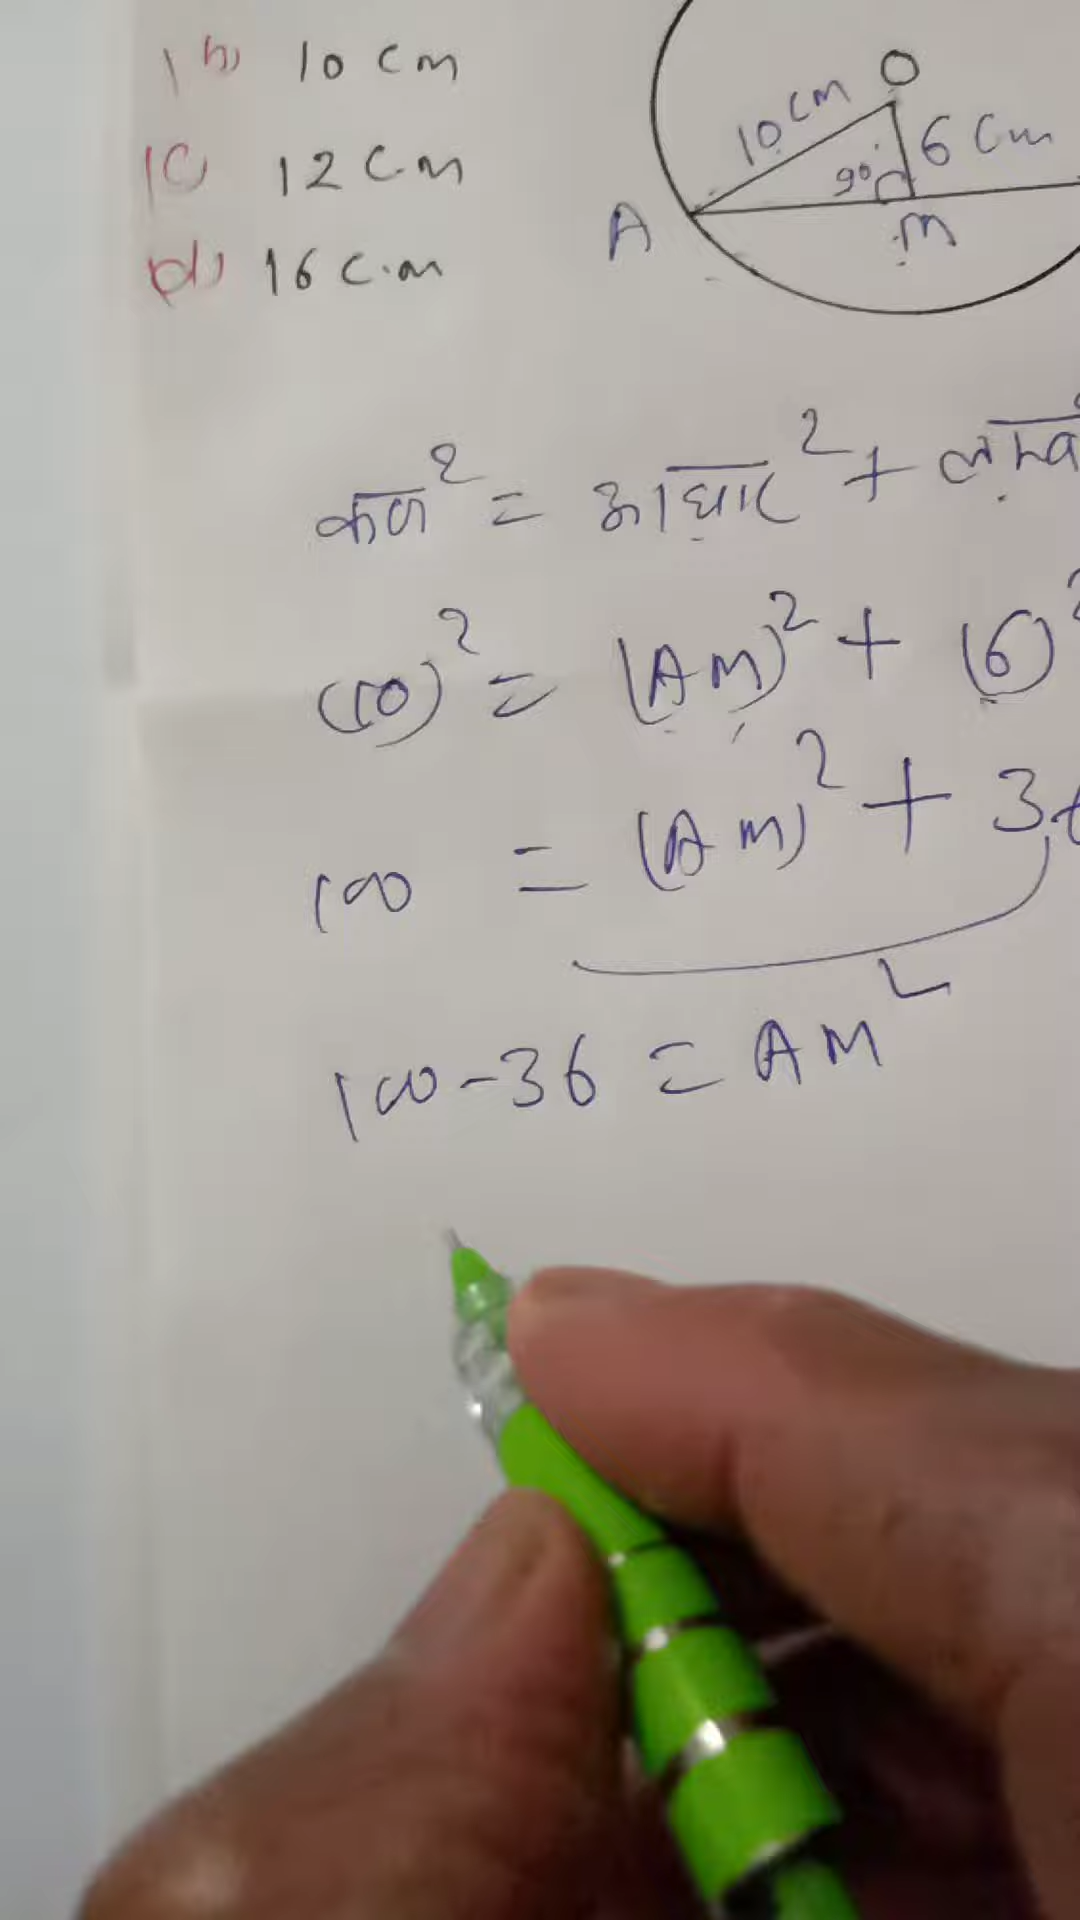 b) 10 cm
c) 12 cm
d) 16 cm
O
10 cm
6 cm
90°
A
M
कर्ण² = आधार² +
(10)² = (AM)² + (6)²
100 = (AM)² + 36
100 - 36 = AM²